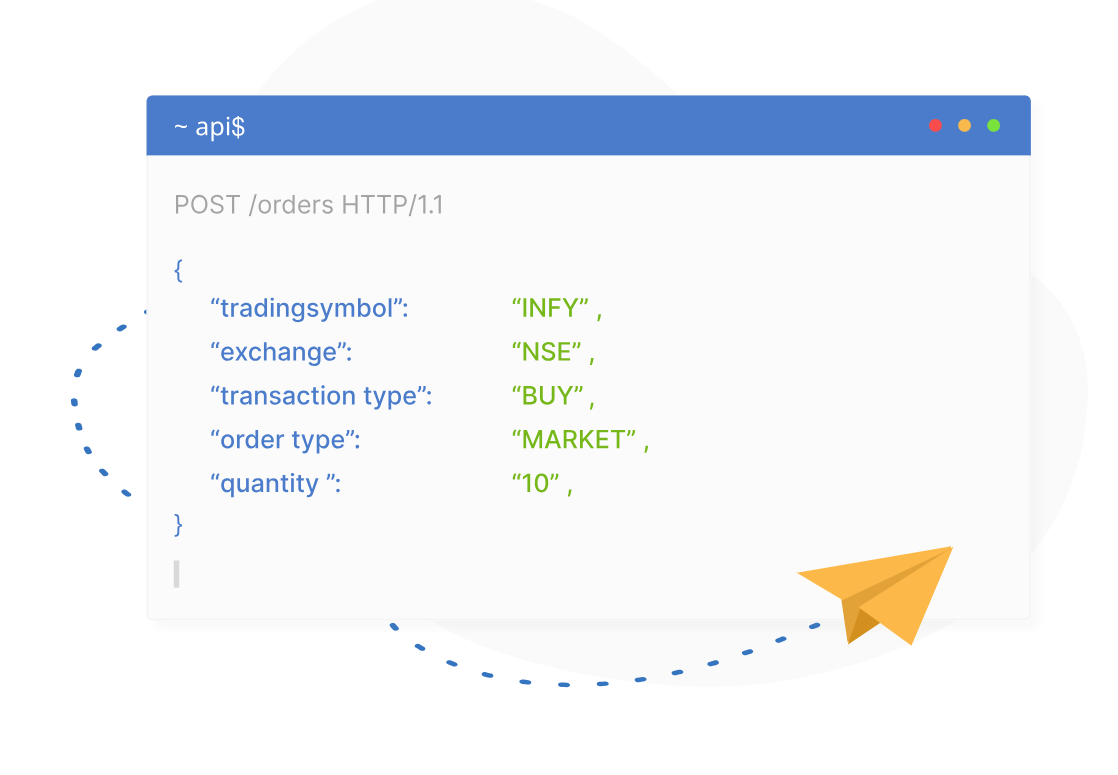 ~ api$
POST /orders HTTP/1.1
{
“tradingsymbol”: “INFY” ,
“exchange”: “NSE” ,
“transaction type”: “BUY” ,
“order type”: “MARKET” ,
“quantity ”: “10” ,
}